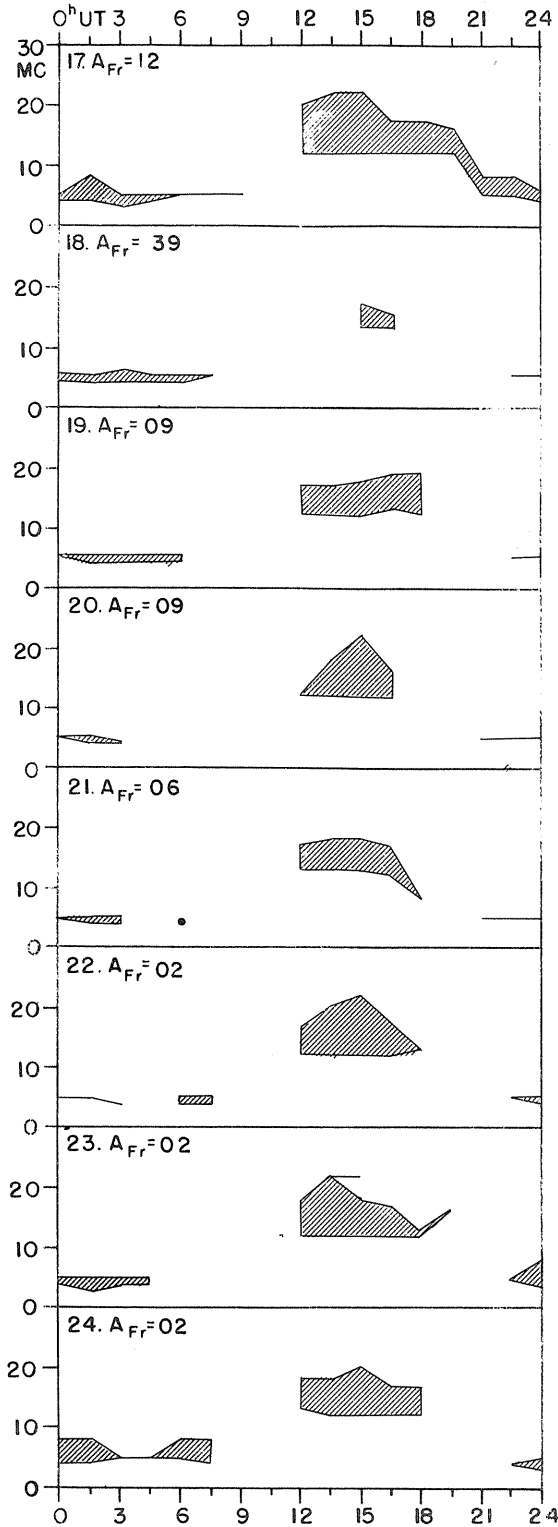 0ʰ UT 3 6 9 12 15 18 21 24
30
MC
17. A_Fr = 12
20
10
0
18. A_Fr = 39
20
10
0
19. A_Fr = 09
20
10
0
20. A_Fr = 09
20
10
0
21. A_Fr = 06
20
10
0
22. A_Fr = 02
20
10
0
23. A_Fr = 02
20
10
0
24. A_Fr = 02
20
10
0
0 3 6 9 12 15 18 21 24